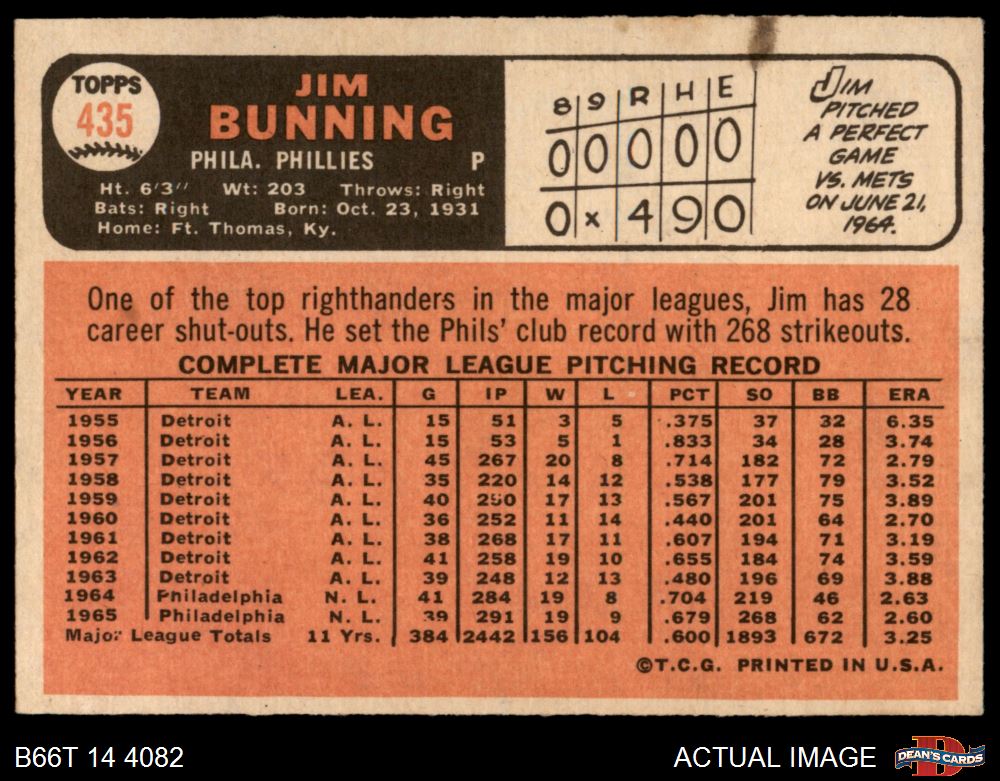 TOPPS
435
JIM
BUNNING
PHILA. PHILLIES P
Ht. 6'3" Wt: 203 Throws: Right
Bats: Right Born: Oct. 23, 1931
Home: Ft. Thomas, Ky.
8 9 R H E
0 0 0 0 0
0 x 4 9 0
JIM
PITCHED
A PERFECT
GAME
VS. METS
ON JUNE 21,
1964.
One of the top righthanders in the major leagues, Jim has 28
career shut-outs. He set the Phils' club record with 268 strikeouts.
COMPLETE MAJOR LEAGUE PITCHING RECORD
YEAR TEAM LEA. G IP W L PCT SO BB ERA
1955 Detroit A. L. 15 51 3 5 .375 37 32 6.35
1956 Detroit A. L. 15 53 5 1 .833 34 28 3.74
1957 Detroit A. L. 45 267 20 8 .714 182 72 2.79
1958 Detroit A. L. 35 220 14 12 .538 177 79 3.52
1959 Detroit A. L. 40 250 17 13 .567 201 75 3.89
1960 Detroit A. L. 36 252 11 14 .440 201 64 2.70
1961 Detroit A. L. 38 268 17 11 .607 194 71 3.19
1962 Detroit A. L. 41 258 19 10 .655 184 74 3.59
1963 Detroit A. L. 39 248 12 13 .480 196 69 3.88
1964 Philadelphia N. L. 41 284 19 8 .704 219 46 2.63
1965 Philadelphia N. L. 39 291 19 9 .679 268 62 2.60
Major League Totals 11 Yrs. 384 2442 156 104 .600 1893 672 3.25
©T.C.G. PRINTED IN U.S.A.
B66T 14 4082 ACTUAL IMAGE
D
DEAN'S CARDS